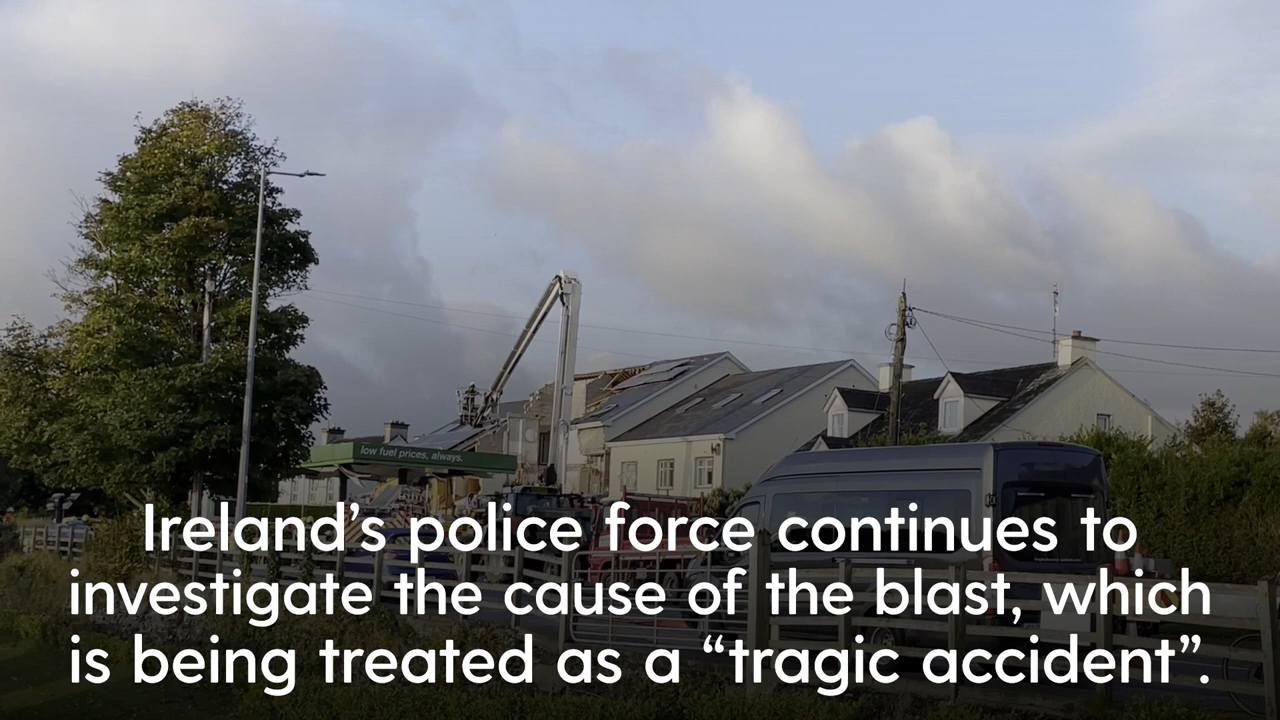 low fuel prices, always.
Ireland’s police force continues to
investigate the cause of the blast, which
is being treated as a “tragic accident”.